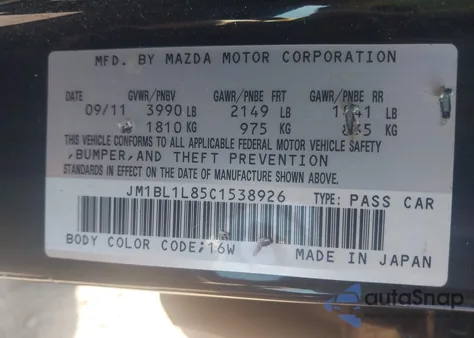 MFD. BY MAZDA MOTOR CORPORATION
DATE GVWR/PNBV GAWR/PNBE FRT GAWR/PNBE RR
09/11 3990 LB 2149 LB LB
1810 KG 975 KG KG
THIS VEHICLE CONFORMS TO ALL APPLICABLE FEDERAL MOTOR VEHICLE SAFETY
,BUMPER,AND THEFT PREVENTION
STANDARDS IN EFFECT ON THE DATE OF MANUFACTURE SHOWN ABOVE.
JM1BL1L85C1538926 TYPE: PASS CAR
BODY COLOR CODE;16W MADE IN JAPAN
autoSnap